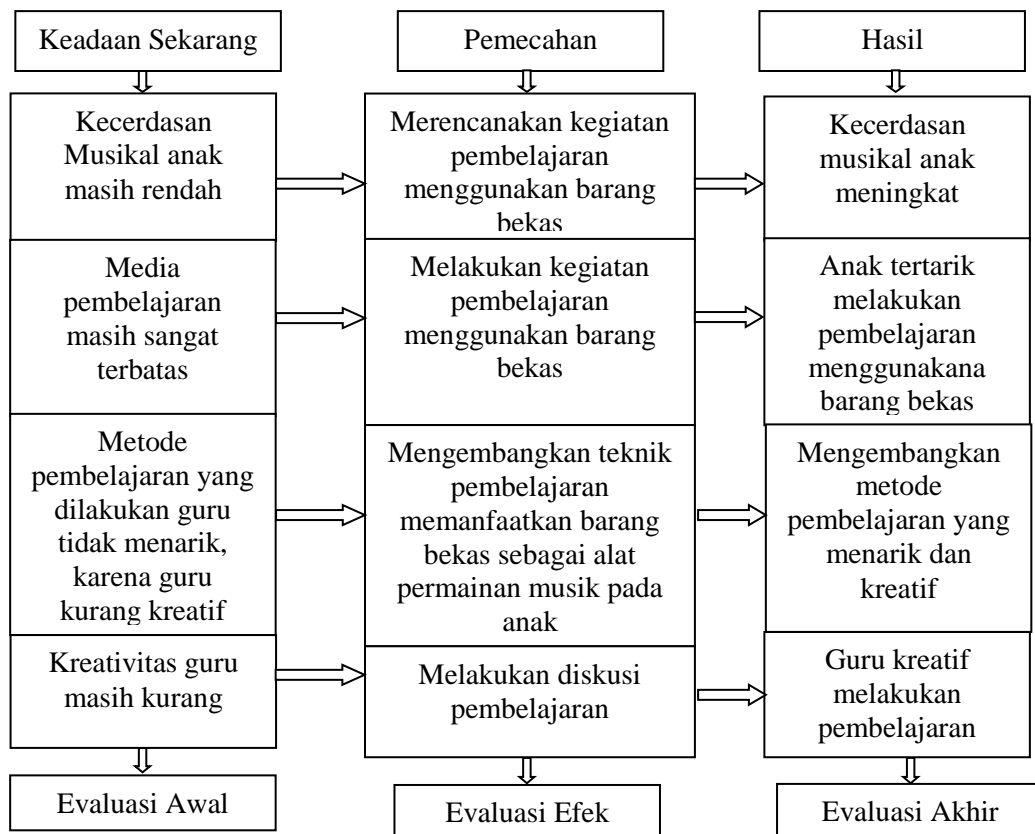 Keadaan Sekarang
Pemecahan
Hasil
Kecerdasan
Musikal anak
masih rendah
Merencanakan kegiatan
pembelajaran
menggunakan barang
bekas
Kecerdasan
musikal anak
meningkat
Media
pembelajaran
masih sangat
terbatas
Melakukan kegiatan
pembelajaran
menggunakan barang
bekas
Anak tertarik
melakukan
pembelajaran
menggunakana
barang bekas
Metode
pembelajaran yang
dilakukan guru
tidak menarik,
karena guru
kurang kreatif
Mengembangkan teknik
pembelajaran
memanfaatkan barang
bekas sebagai alat
permainan musik pada
anak
Mengembangkan
metode
pembelajaran yang
menarik dan
kreatif
Kreativitas guru
masih kurang
Melakukan diskusi
pembelajaran
Guru kreatif
melakukan
pembelajaran
Evaluasi Awal
Evaluasi Efek
Evaluasi Akhir